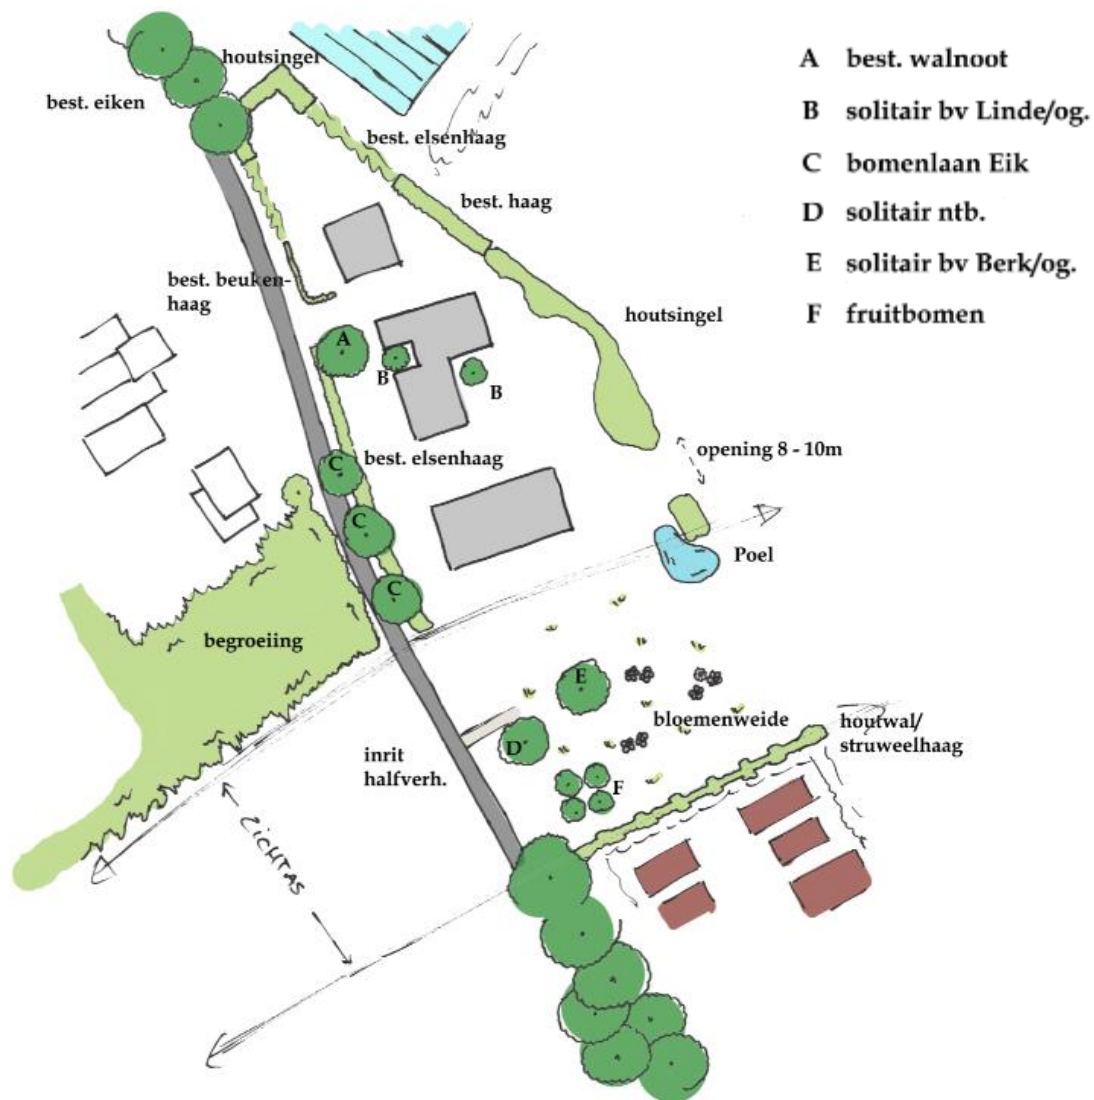 houtsingel
best. eiken
best. elsenhaag
best. haag
best. beuken-
haag
houtsingel
A
B
B
opening 8 - 10m
best. elsenhaag
C
C
C
Poel
begroeiing
E
bloemenweide
houtwal/
struweelhaag
D
inrit
halfverh.
F
ZICHTAS
A best. walnoot
B solitair bv Linde/og.
C bomenlaan Eik
D solitair ntb.
E solitair bv Berk/og.
F fruitbomen